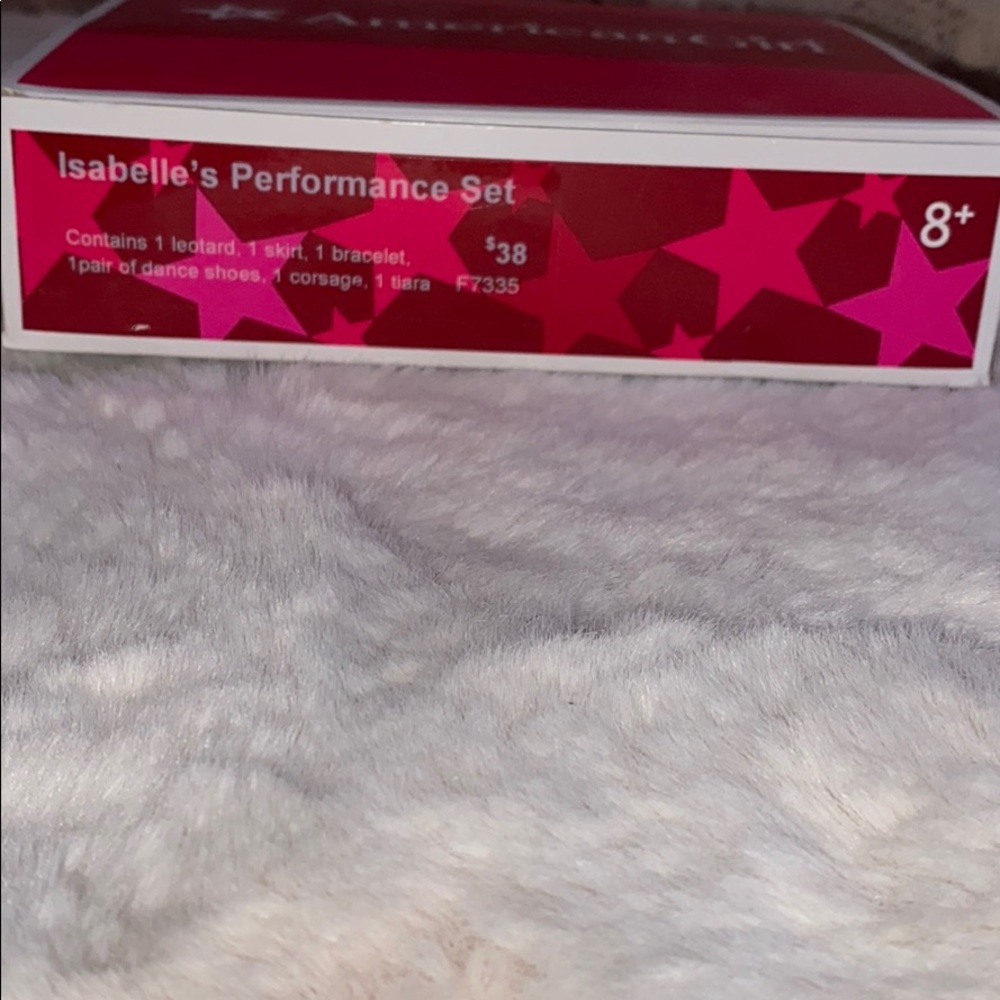 AmericanGirl
Isabelle's Performance Set
8+
Contains 1 leotard, 1 skirt, 1 bracelet, $38
1pair of dance shoes, 1 corsage, 1 tiara F7335